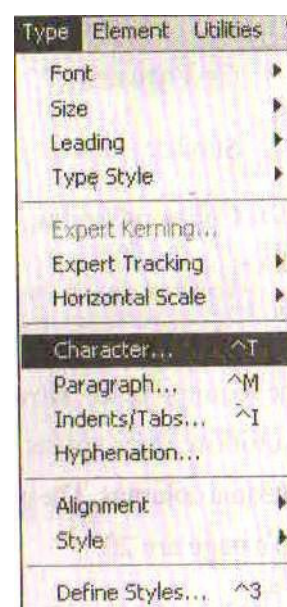 Type Element Utilities
Font
Size
Leading
Type Style
Expert Kerning...
Expert Tracking
Horizontal Scale
Character... ^T
Paragraph... ^M
Indents/Tabs... ^I
Hyphenation...
Alignment
Style
Define Styles... ^3